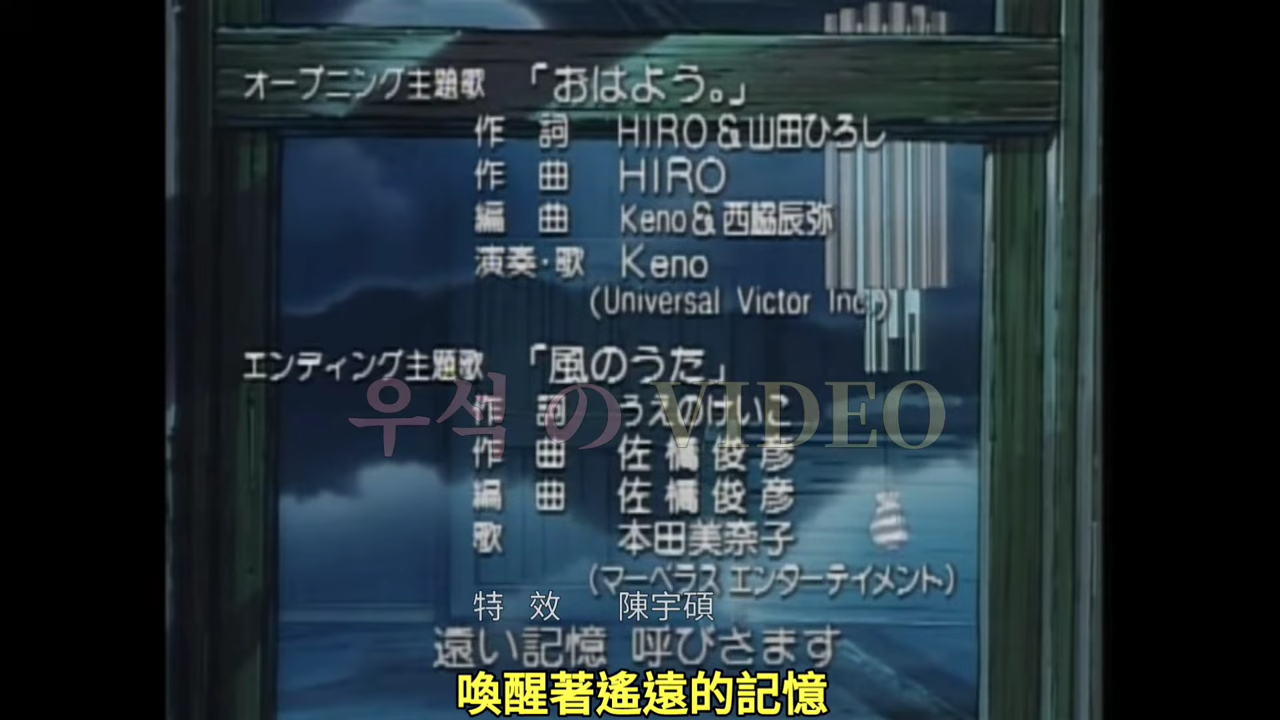 オープニング主題歌 「おはよう。」
作 詞 HIRO&山田ひろし
作 曲 HIRO
編 曲 Keno&西脇辰弥
演奏・歌 Keno
(Universal Victor Inc.)
エンディング主題歌 「風のうた」
우석の VIDEO
作 詞 うえのけいこ
作 曲 佐橋俊彦
編 曲 佐橋俊彦
歌 本田美奈子
(マーベラス エンターテイメント)
特 效 陳宇碩
遠い記憶 呼びさます
喚醒著遙遠的記憶